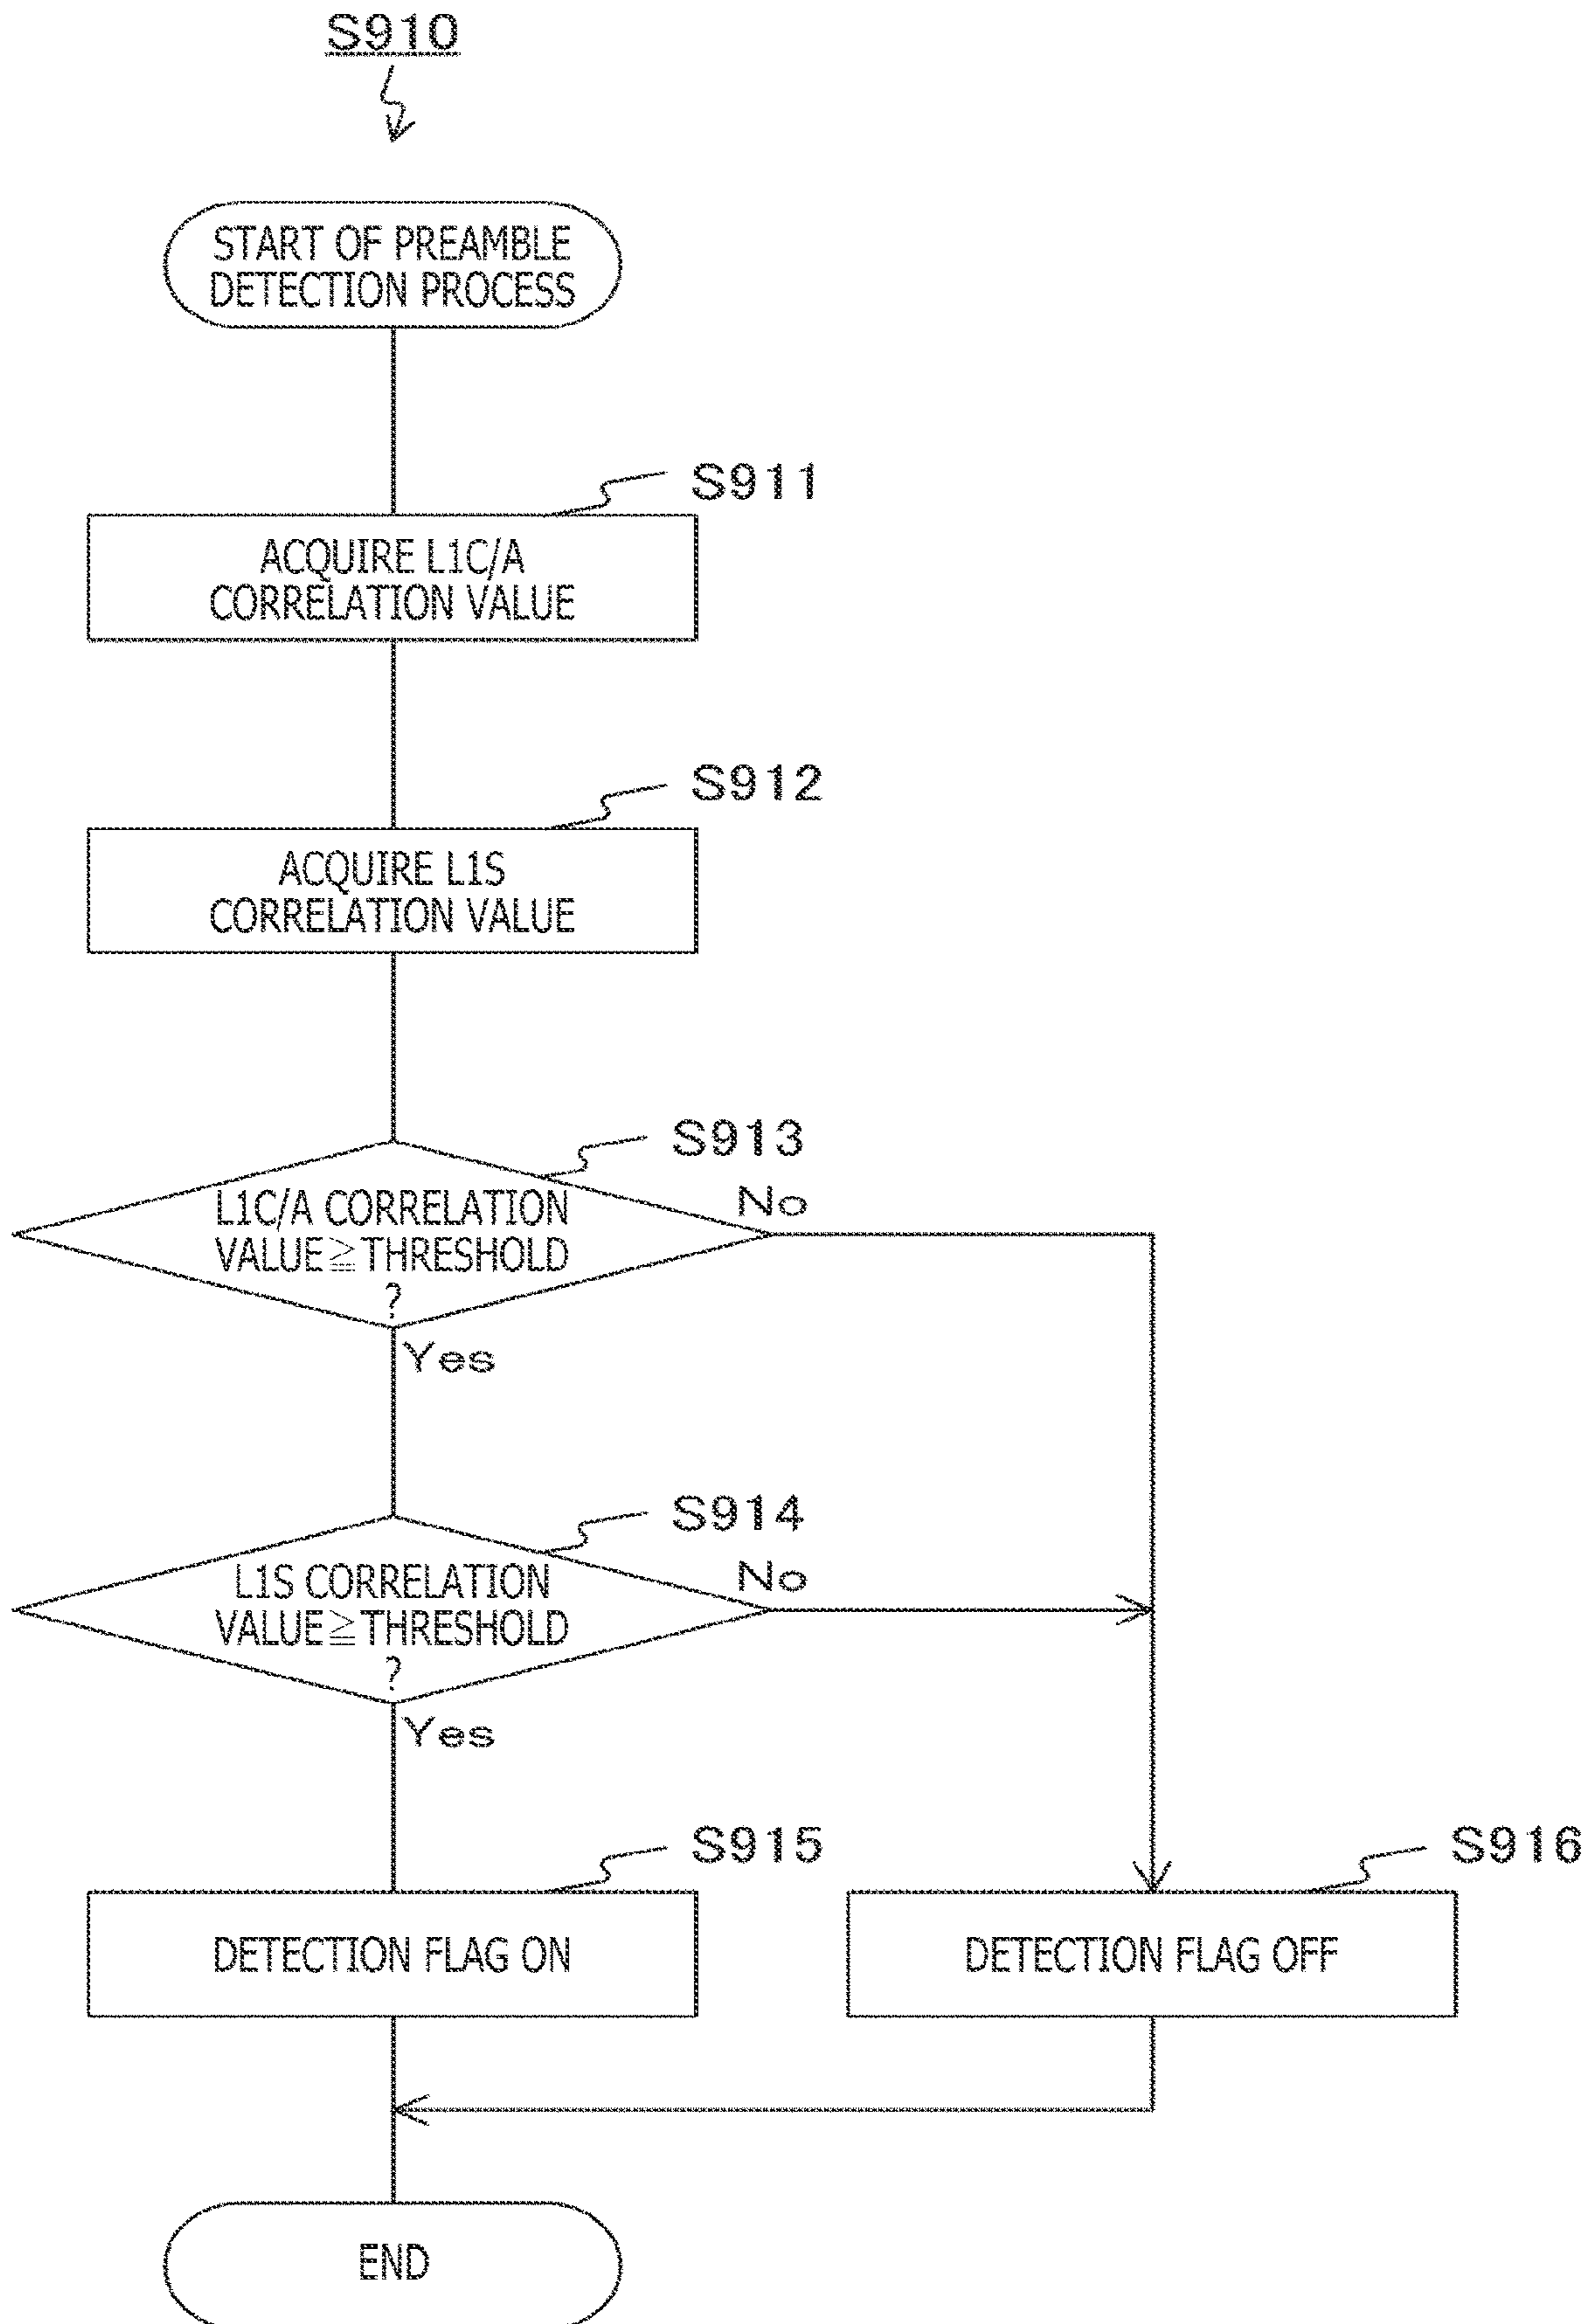 S910
START OF PREAMBLE
DETECTION PROCESS
S911
ACQUIRE L1C/A
CORRELATION VALUE
S912
ACQUIRE L1S
CORRELATION VALUE
S913
L1C/A CORRELATION
VALUE≧THRESHOLD
?
No
Yes
S914
L1S CORRELATION
VALUE≧THRESHOLD
?
No
Yes
S915
DETECTION FLAG ON
S916
DETECTION FLAG OFF
END